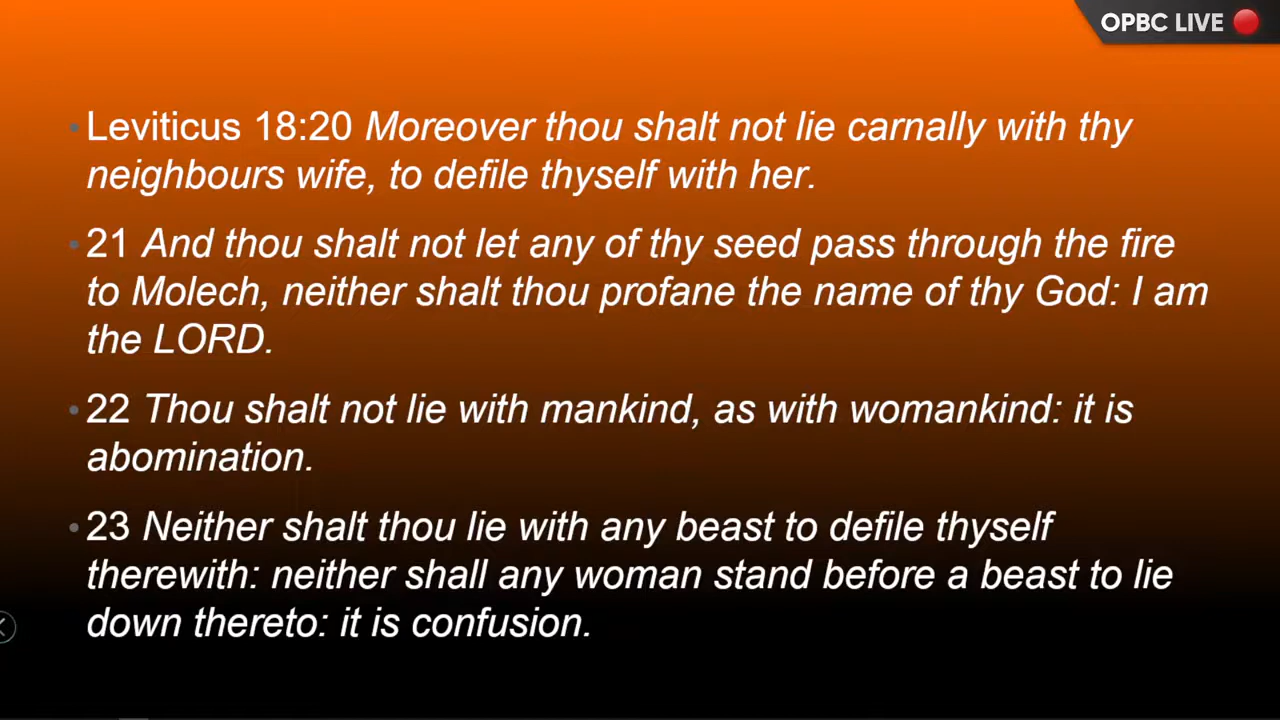 OPBC LIVE
Leviticus 18:20 Moreover thou shalt not lie carnally with thy
neighbours wife, to defile thyself with her.
21 And thou shalt not let any of thy seed pass through the fire
to Molech, neither shalt thou profane the name of thy God: I am
the LORD.
22 Thou shalt not lie with mankind, as with womankind: it is
abomination.
23 Neither shalt thou lie with any beast to defile thyself
therewith: neither shall any woman stand before a beast to lie
down thereto: it is confusion.